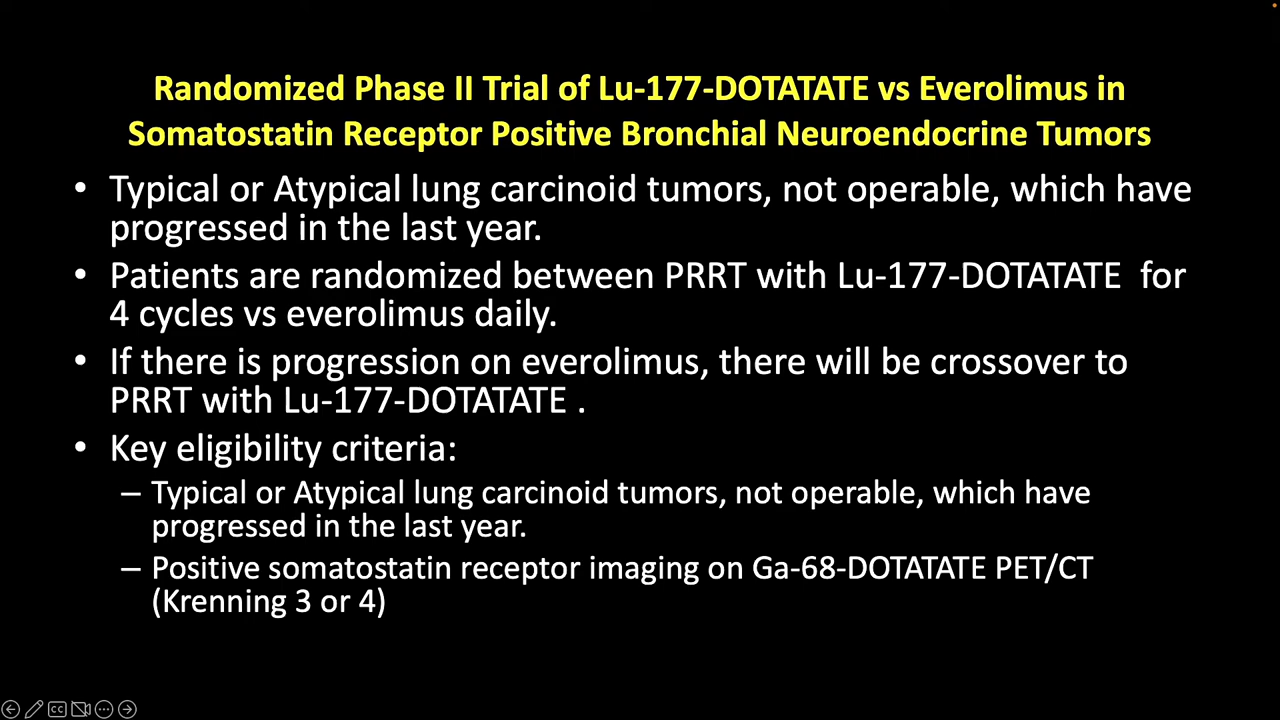 Randomized Phase II Trial of Lu-177-DOTATATE vs Everolimus in
Somatostatin Receptor Positive Bronchial Neuroendocrine Tumors
• Typical or Atypical lung carcinoid tumors, not operable, which have
progressed in the last year.
• Patients are randomized between PRRT with Lu-177-DOTATATE  for
4 cycles vs everolimus daily.
• If there is progression on everolimus, there will be crossover to
PRRT with Lu-177-DOTATATE .
• Key eligibility criteria:
– Typical or Atypical lung carcinoid tumors, not operable, which have
progressed in the last year.
– Positive somatostatin receptor imaging on Ga-68-DOTATATE PET/CT
(Krenning 3 or 4)
CC